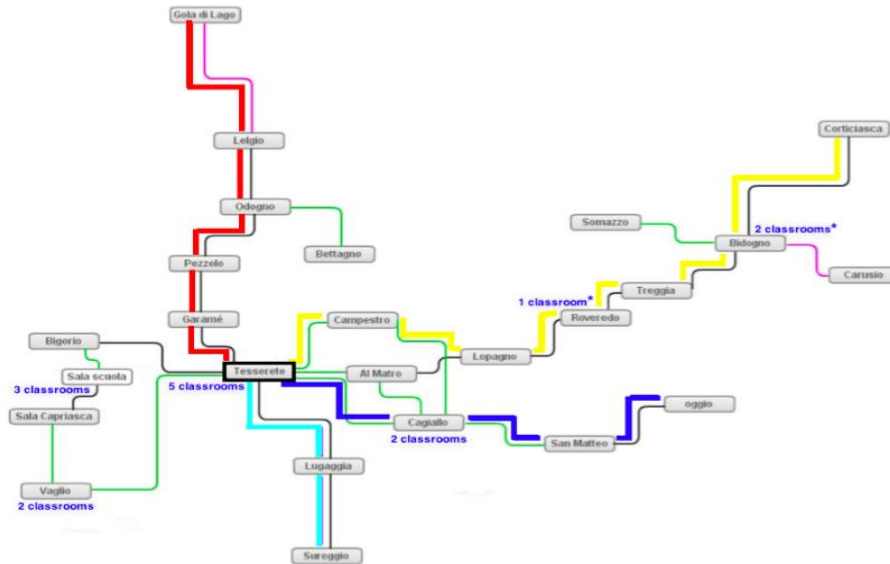 Gola di Lago
Lelgio
Odogno
Bettagno
Pezzolo
Garamé
Bigorio
Sala scuola
3 classrooms
Sala Capriasca
Vaglio
2 classrooms
Tesserete
5 classrooms
Campestro
Al Matro
Cagiallo
2 classrooms
Lopagno
Roveredo
1 classroom*
Treggia
Somazzo
Bidogno
2 classrooms*
Corticiasca
Carusio
San Matteo
oggio
Lugaggia
Sureggio